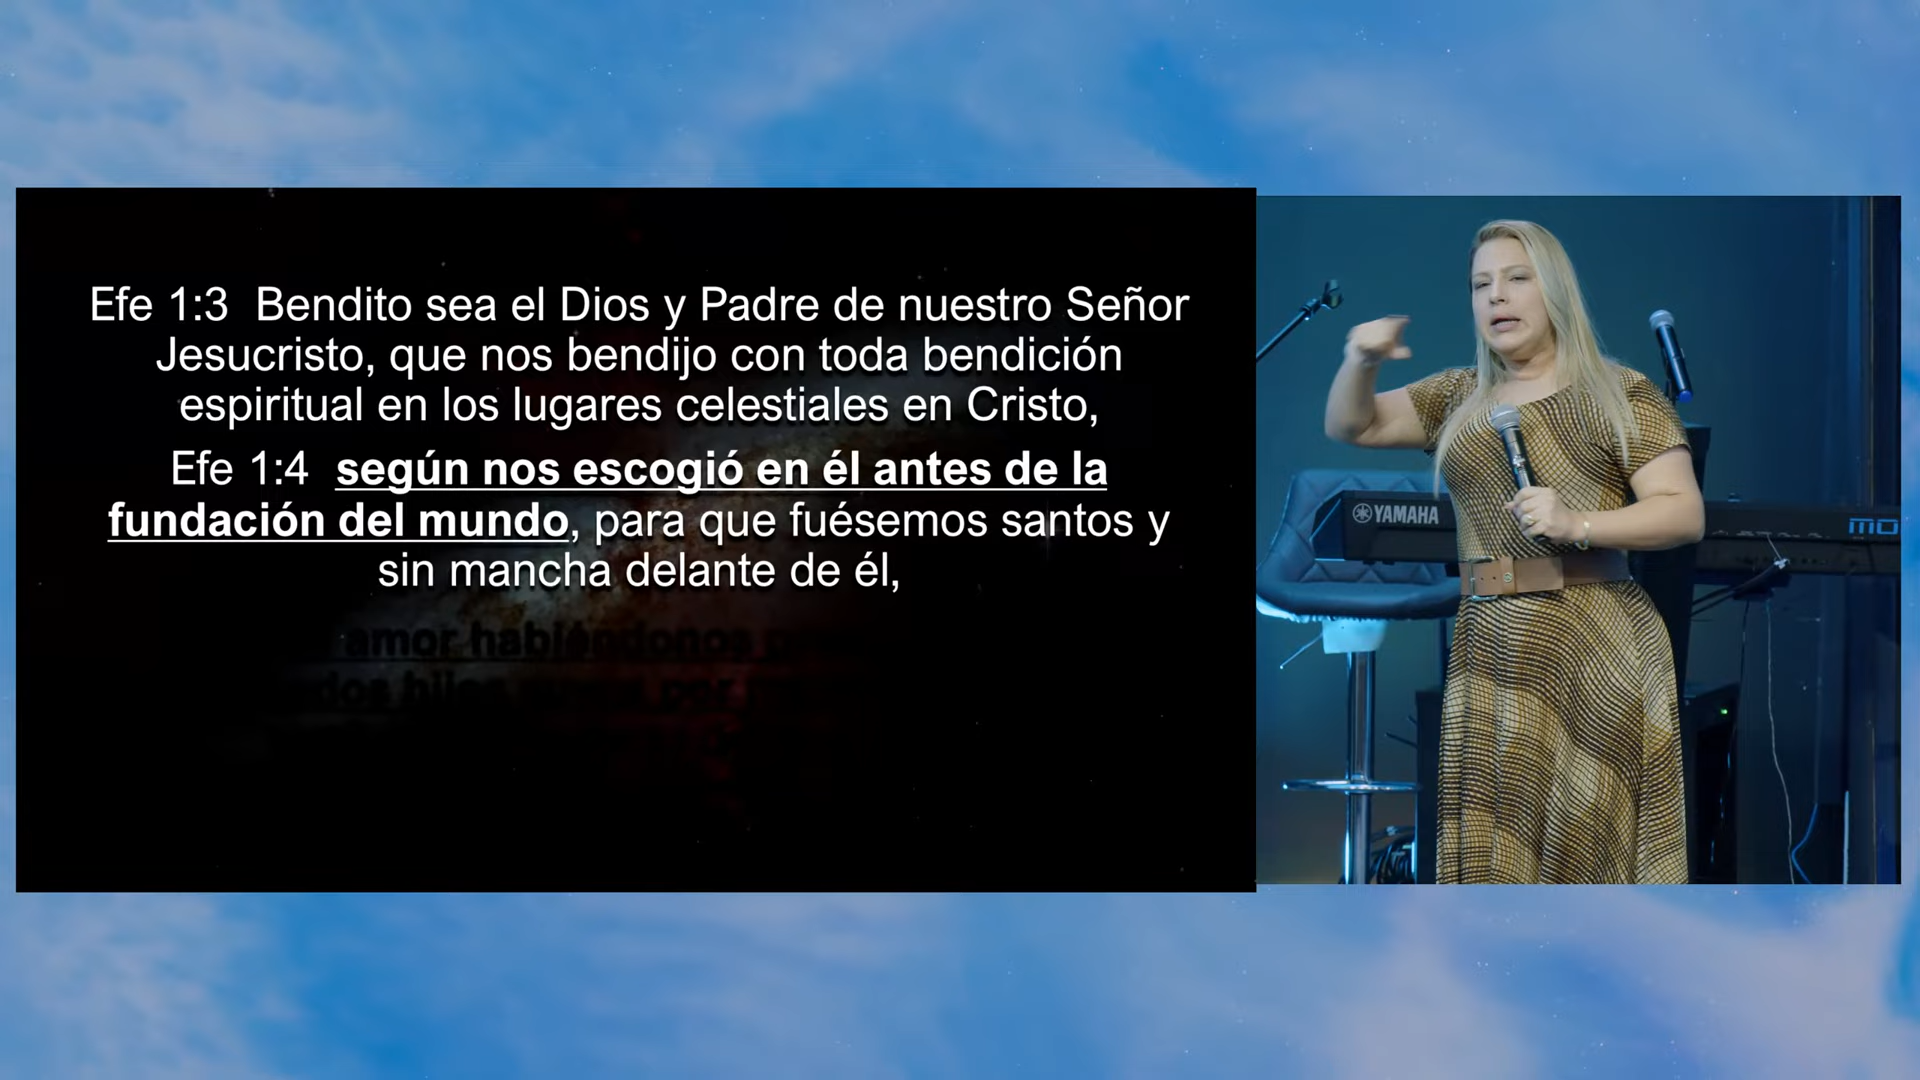 Efe 1:3 Bendito sea el Dios y Padre de nuestro Señor
Jesucristo, que nos bendijo con toda bendición
espiritual en los lugares celestiales en Cristo,
Efe 1:4 según nos escogió en él antes de la
fundación del mundo, para que fuésemos santos y
sin mancha delante de él,
amor habiéndonos
YAMAHA